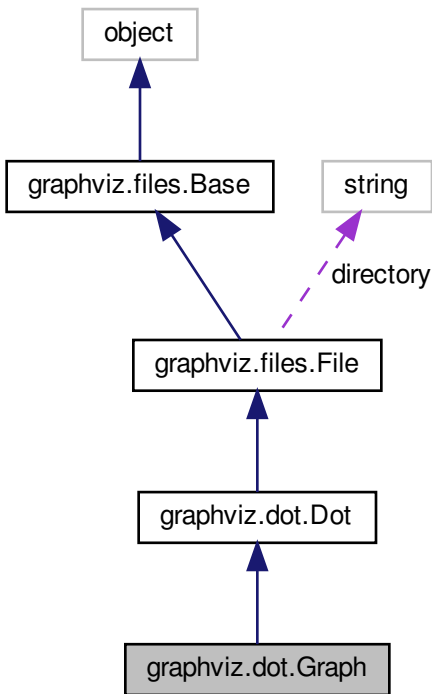 object
graphviz.files.Base
string
directory
graphviz.files.File
graphviz.dot.Dot
graphviz.dot.Graph